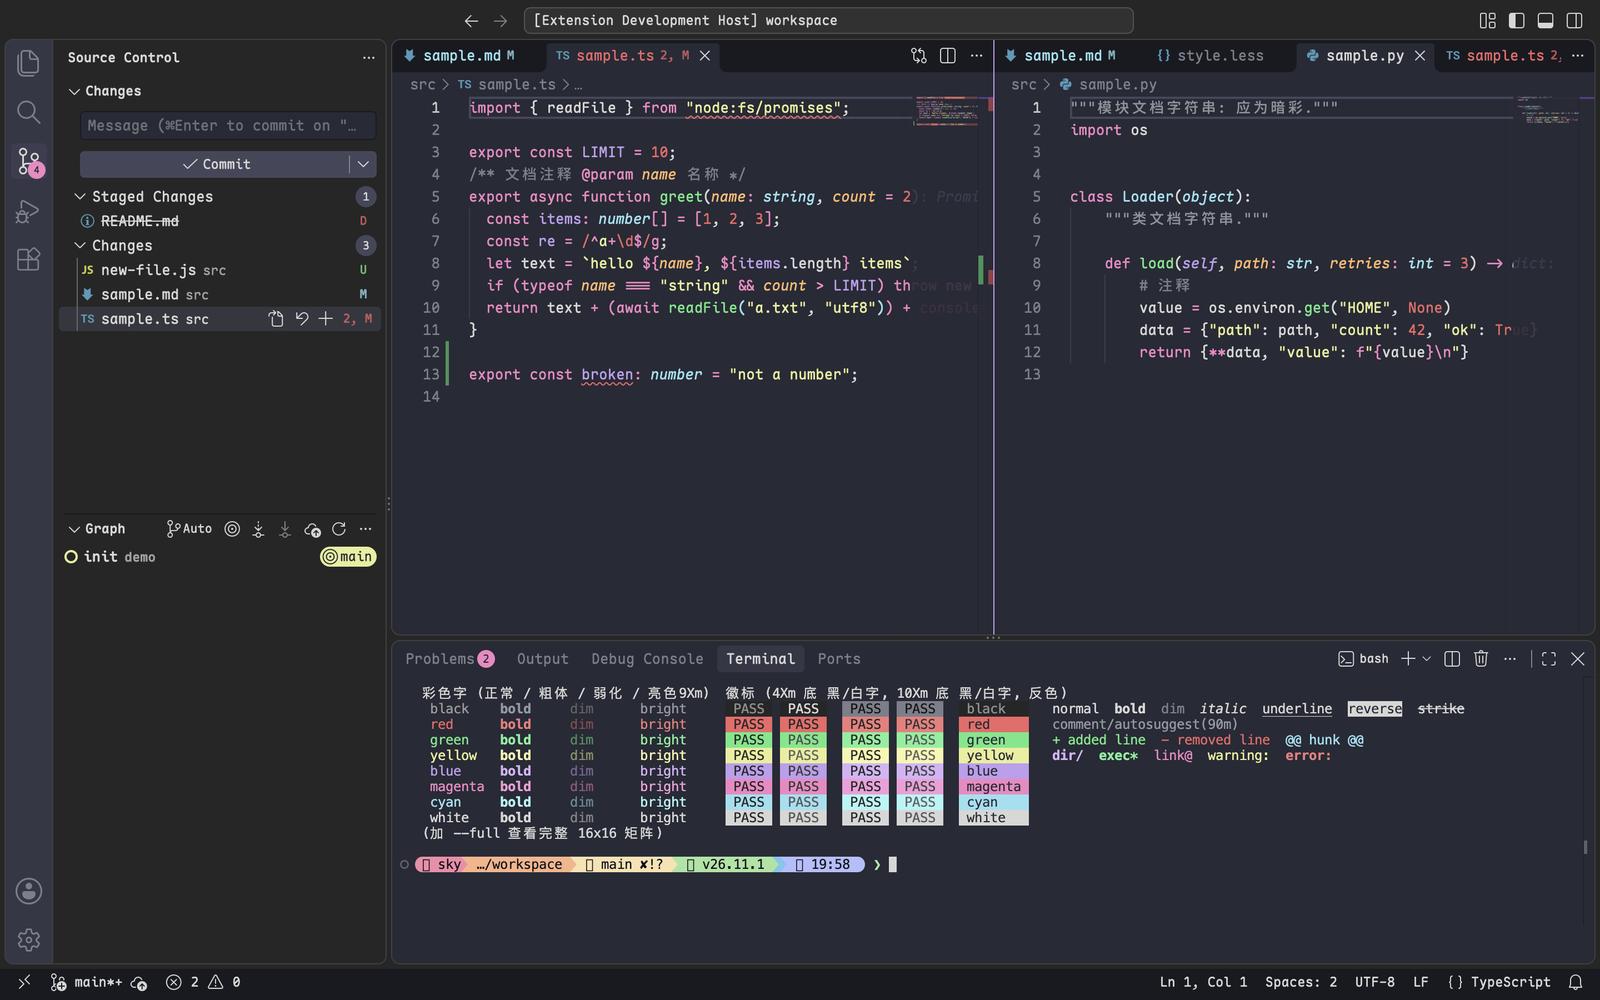 [Extension Development Host] workspace
Source Control
Changes
Message (⌘Enter to commit on "…
Commit
Staged Changes 1
README.md D
Changes 3
new-file.js src U
sample.md src M
TS sample.ts src 2, M
4
Graph Auto
init demo main
sample.md M
TS sample.ts 2, M
src > TS sample.ts > …
1 import { readFile } from "node:fs/promises";
2
3 export const LIMIT = 10;
4 /** 文档注释 @param name 名称 */
5 export async function greet(name: string, count = 2): Promi
6 const items: number[] = [1, 2, 3];
7 const re = /^a+\d$/g;
8 let text = `hello ${name}, ${items.length} items`;
9 if (typeof name === "string" && count > LIMIT) throw new
10 return text + (await readFile("a.txt", "utf8")) + console
11 }
12
13 export const broken: number = "not a number";
14
sample.md M
{} style.less
sample.py
TS sample.ts 2,
src > sample.py
1 """模块文档字符串: 应为暗彩."""
2 import os
3
4
5 class Loader(object):
6 """类文档字符串."""
7
8 def load(self, path: str, retries: int = 3) -> dict:
9 # 注释
10 value = os.environ.get("HOME", None)
11 data = {"path": path, "count": 42, "ok": True}
12 return {**data, "value": f"{value}\n"}
13
Problems 2 Output Debug Console Terminal Ports
bash
彩色字 (正常 / 粗体 / 弱化 / 亮色9Xm) 徽标 (4Xm 底 黑/白字, 10Xm 底 黑/白字, 反色)
black bold dim bright PASS PASS PASS PASS black normal bold dim italic underline reverse strike
red bold dim bright PASS PASS PASS PASS red comment/autosuggest(90m)
green bold dim bright PASS PASS PASS PASS green + added line - removed line @@ hunk @@
yellow bold dim bright PASS PASS PASS PASS yellow dir/ exec* link@ warning: error:
blue bold dim bright PASS PASS PASS PASS blue
magenta bold dim bright PASS PASS PASS PASS magenta
cyan bold dim bright PASS PASS PASS PASS cyan
white bold dim bright PASS PASS PASS PASS white
(加 --full 查看完整 16x16 矩阵)
sky …/workspace main ✘!? v26.11.1 19:58 ❯
main*+ 2 0
Ln 1, Col 1 Spaces: 2 UTF-8 LF {} TypeScript